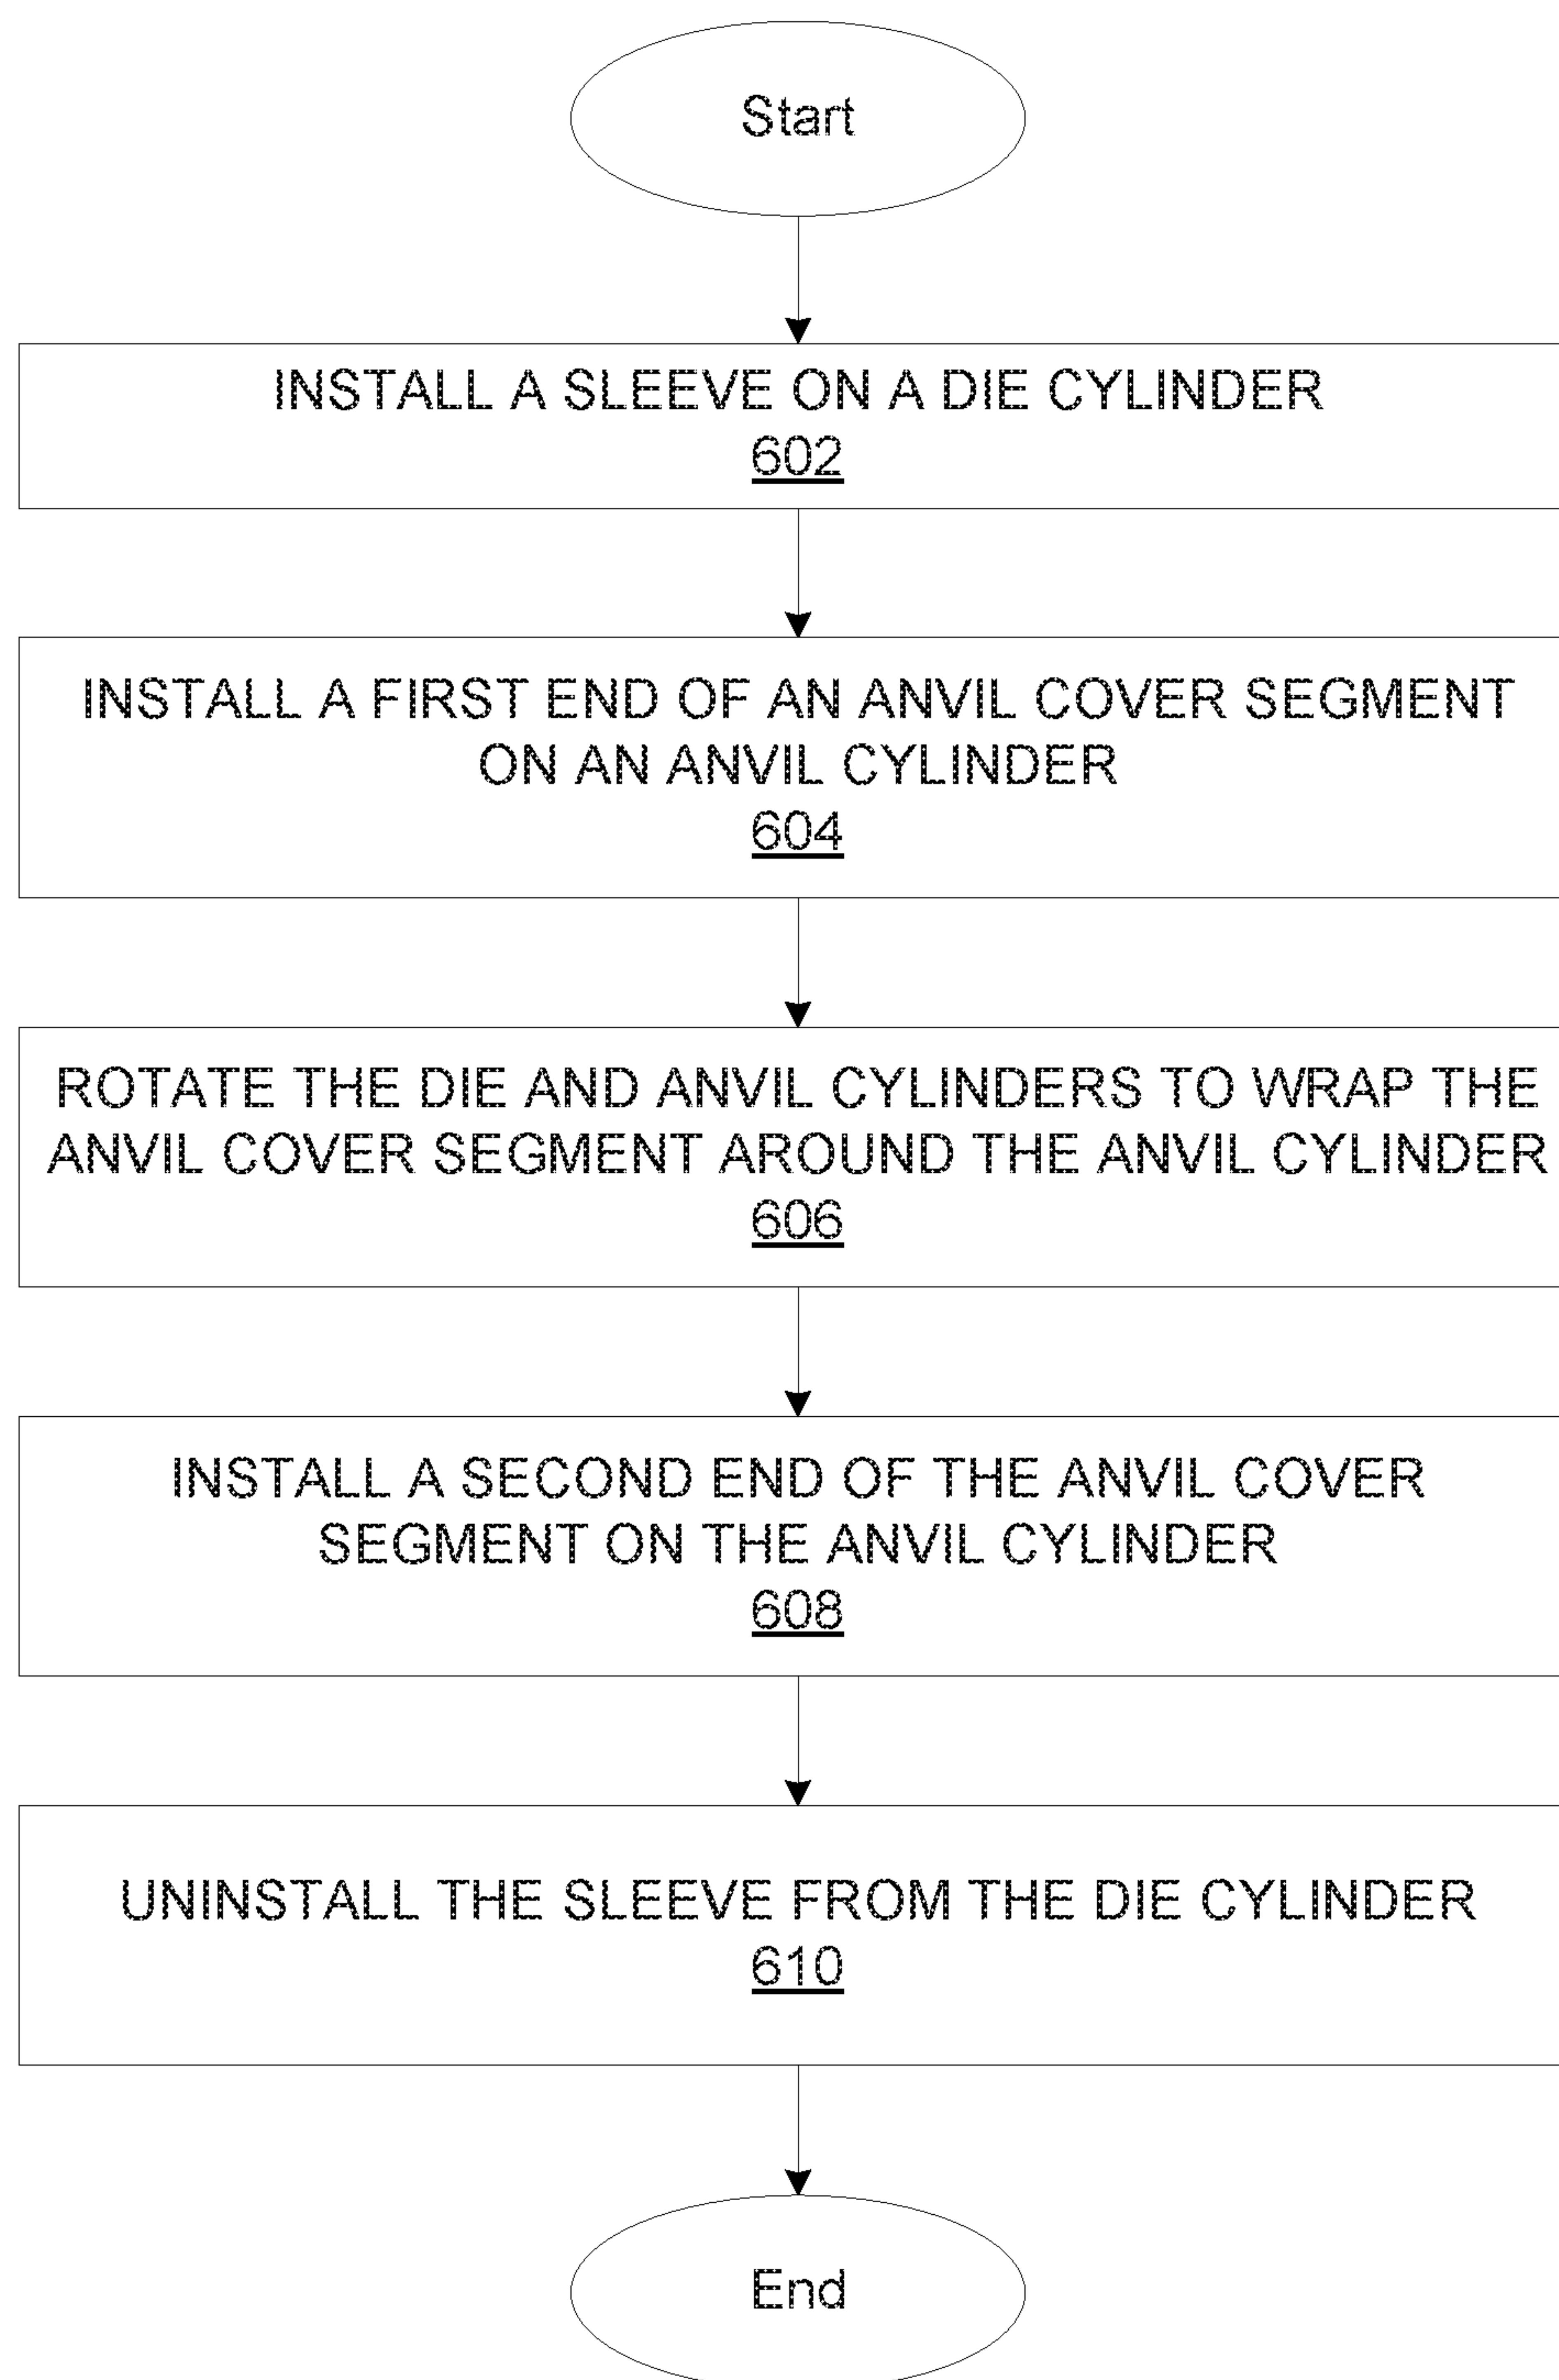 Start
INSTALL A SLEEVE ON A DIE CYLINDER
602
INSTALL A FIRST END OF AN ANVIL COVER SEGMENT
ON AN ANVIL CYLINDER
604
ROTATE THE DIE AND ANVIL CYLINDERS TO WRAP THE
ANVIL COVER SEGMENT AROUND THE ANVIL CYLINDER
606
INSTALL A SECOND END OF THE ANVIL COVER
SEGMENT ON THE ANVIL CYLINDER
608
UNINSTALL THE SLEEVE FROM THE DIE CYLINDER
610
End